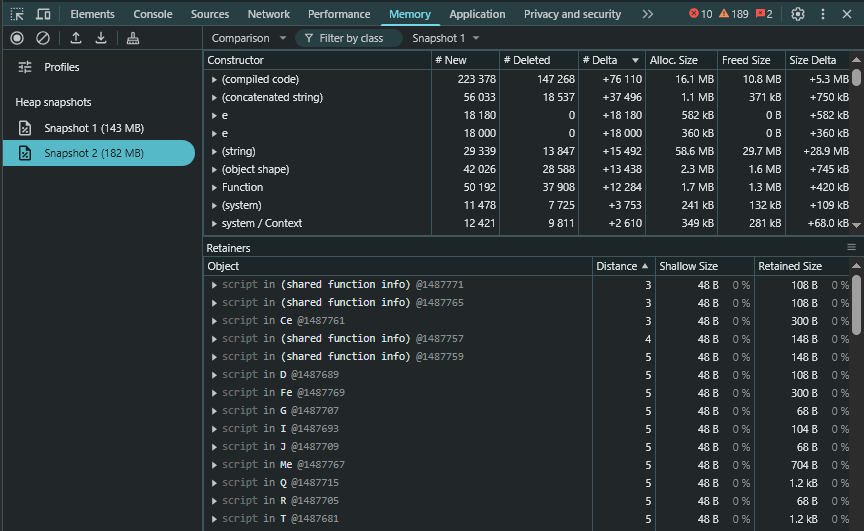 Elements Console Sources Network Performance Memory Application Privacy and security 10 189 2
Comparison Filter by class Snapshot 1
Profiles
Heap snapshots
Snapshot 1 (143 MB)
Snapshot 2 (182 MB)
Constructor # New # Deleted # Delta Alloc. Size Freed Size Size Delta
(compiled code) 223 378 147 268 +76 110 16.1 MB 10.8 MB +5.3 MB
(concatenated string) 56 033 18 537 +37 496 1.1 MB 371 kB +750 kB
e 18 180 0 +18 180 582 kB 0 B +582 kB
e 18 000 0 +18 000 360 kB 0 B +360 kB
(string) 29 339 13 847 +15 492 58.6 MB 29.7 MB +28.9 MB
(object shape) 42 026 28 588 +13 438 2.3 MB 1.6 MB +745 kB
Function 50 192 37 908 +12 284 1.7 MB 1.3 MB +420 kB
(system) 11 478 7 725 +3 753 241 kB 132 kB +109 kB
system / Context 12 421 9 811 +2 610 349 kB 281 kB +68.0 kB
Retainers
Object Distance Shallow Size Retained Size
script in (shared function info) @1487771 3 48 B 0 % 108 B 0 %
script in (shared function info) @1487765 3 48 B 0 % 108 B 0 %
script in Ce @1487761 3 48 B 0 % 300 B 0 %
script in (shared function info) @1487757 4 48 B 0 % 148 B 0 %
script in (shared function info) @1487759 5 48 B 0 % 148 B 0 %
script in D @1487689 5 48 B 0 % 108 B 0 %
script in Fe @1487769 5 48 B 0 % 300 B 0 %
script in G @1487707 5 48 B 0 % 68 B 0 %
script in I @1487693 5 48 B 0 % 104 B 0 %
script in J @1487709 5 48 B 0 % 68 B 0 %
script in Me @1487767 5 48 B 0 % 704 B 0 %
script in Q @1487715 5 48 B 0 % 1.2 kB 0 %
script in R @1487705 5 48 B 0 % 68 B 0 %
script in T @1487681 5 48 B 0 % 1.2 kB 0 %